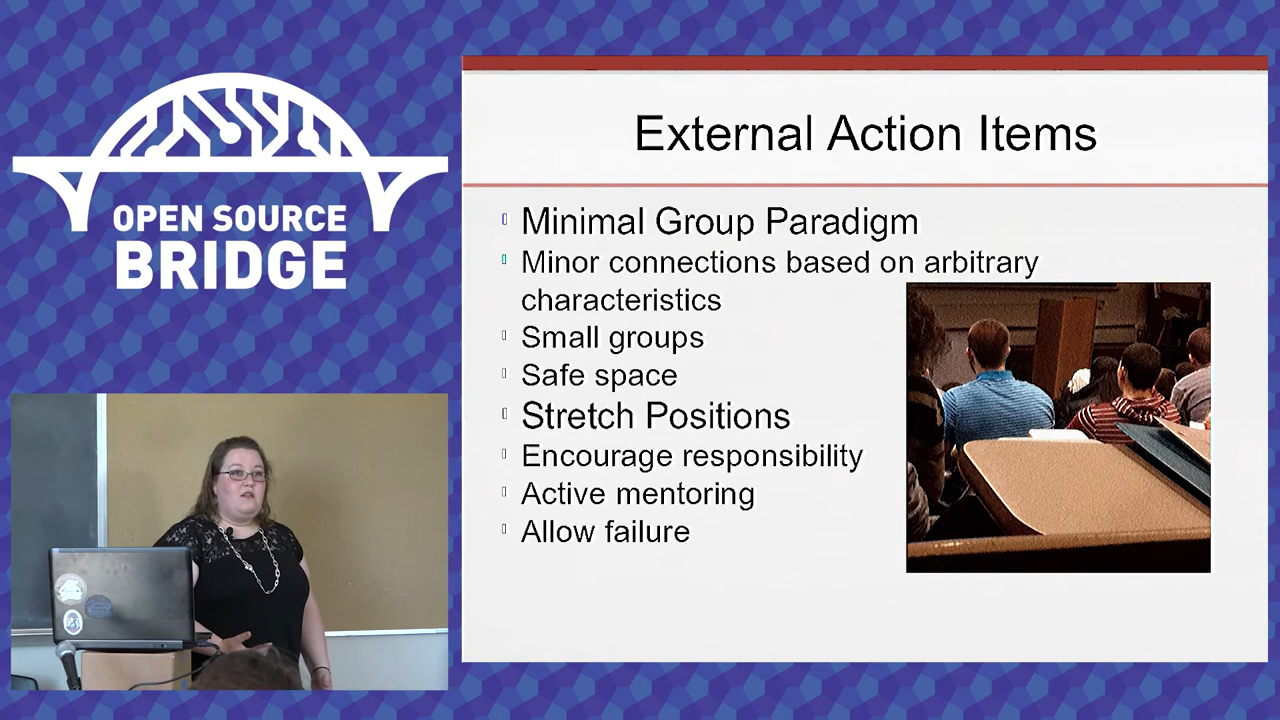 OPEN SOURCE
BRIDGE
External Action Items
Minimal Group Paradigm
Minor connections based on arbitrary
characteristics
Small groups
Safe space
Stretch Positions
Encourage responsibility
Active mentoring
Allow failure